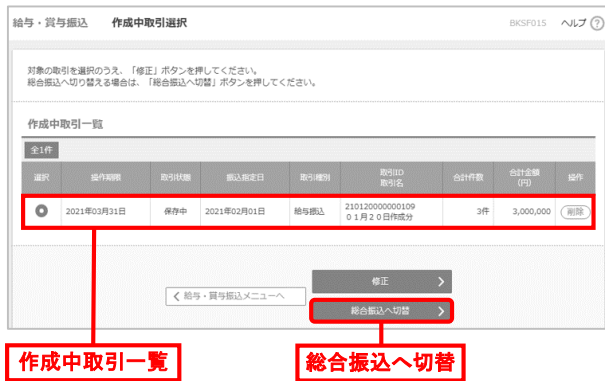 給与・賞与振込 作成中取引選択 BKSF015 ヘルプ ?
対象の取引を選択のうえ、「修正」ボタンを押してください。
総合振込へ切り替える場合は、「総合振込へ切替」ボタンを押してください。
作成中取引一覧
全1件
選択 操作期限 取引状態 振込指定日 取引種別 取引ID 合計件数 合計金額 操作
取引名 (円)
2021年03月31日 保存中 2021年02月01日 給与振込 210120000000109 3件 3,000,000 削除
01月20日作成分
修正
給与・賞与振込メニューへ
総合振込へ切替
作成中取引一覧 総合振込へ切替